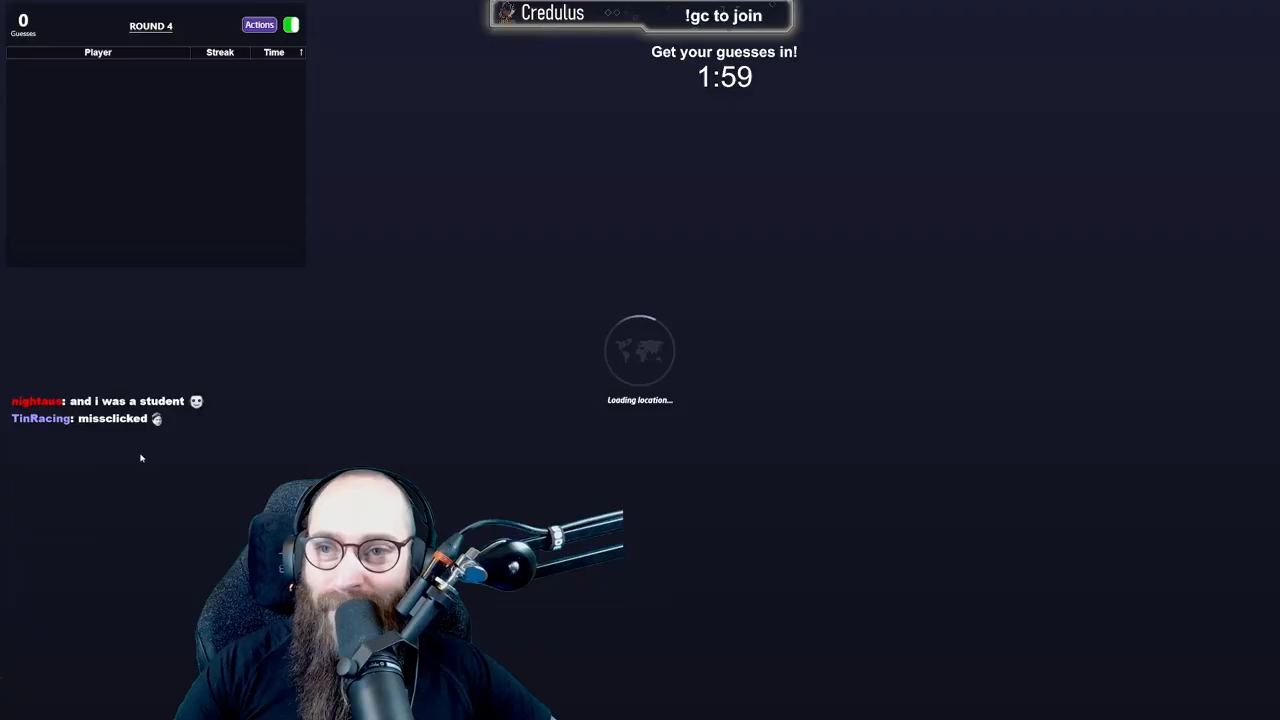 0
Guesses
ROUND 4
Actions
Player Streak Time ↑
Credulus
!gc to join
Get your guesses in!
1:59
Loading location...
nightaus: and i was a student
TinRacing: missclicked